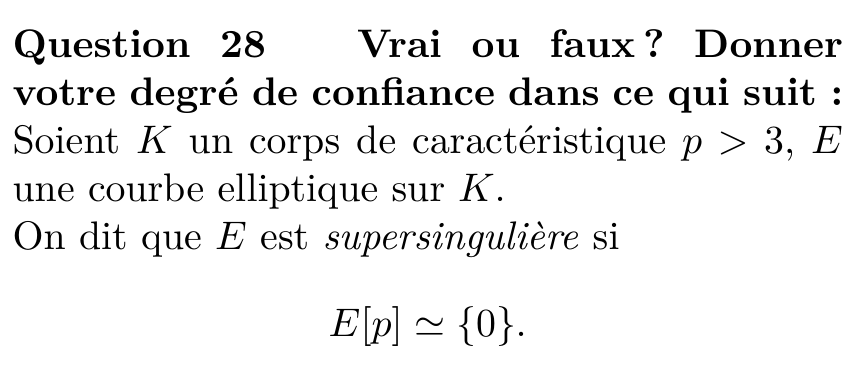 Question 28 Vrai ou faux ? Donner
votre degré de confiance dans ce qui suit :
Soient K un corps de caractéristique p > 3, E
une courbe elliptique sur K.
On dit que E est supersingulière si
E[p] ≃ {0}.